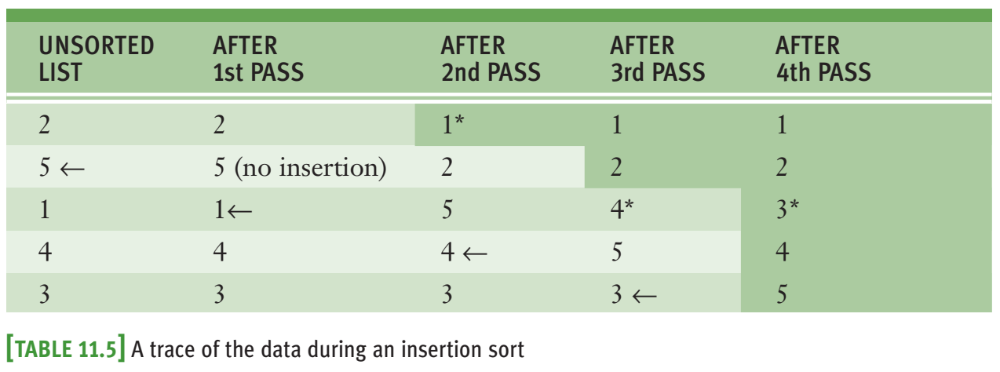 UNSORTED LIST AFTER 1st PASS AFTER 2nd PASS AFTER 3rd PASS AFTER 4th PASS
2 2 1* 1 1
5 ← 5 (no insertion) 2 2 2
1 1← 5 4* 3*
4 4 4 ← 5 4
3 3 3 3 ← 5
[TABLE 11.5] A trace of the data during an insertion sort